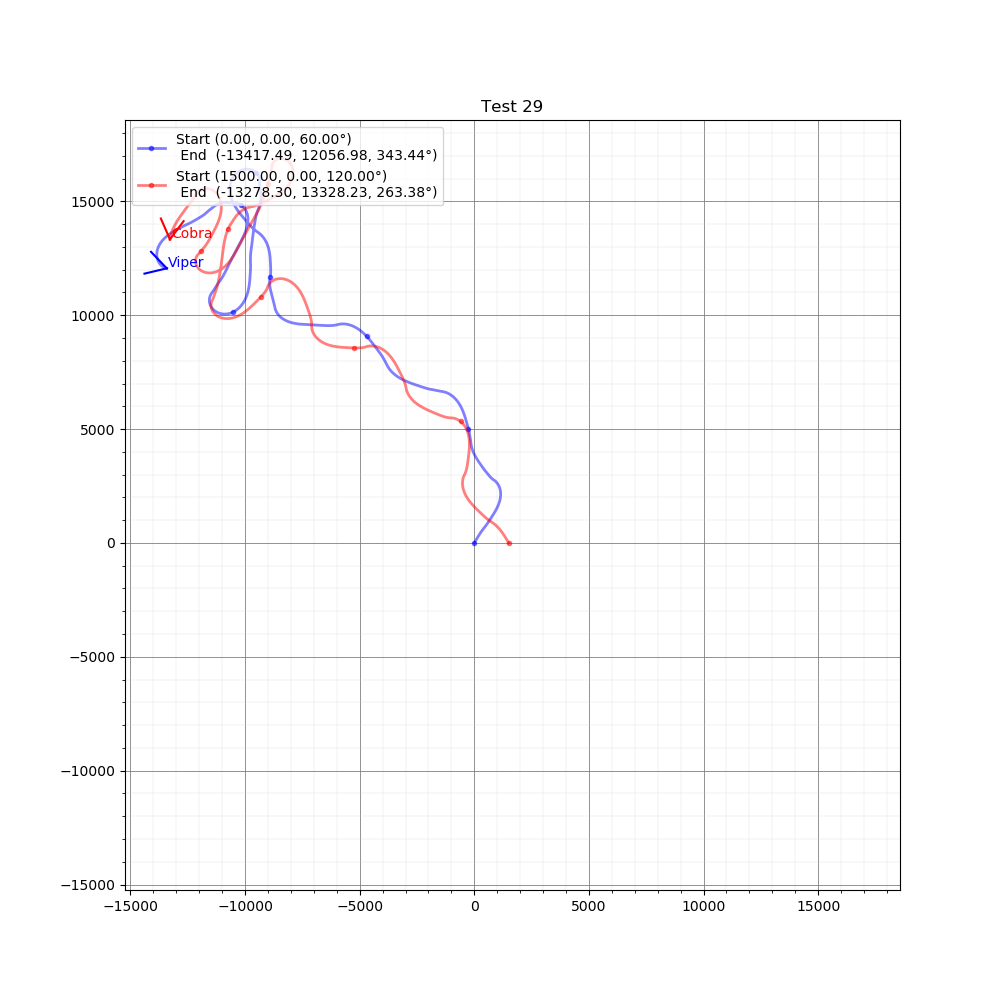 Test 29
Start (0.00, 0.00, 60.00°)
End (-13417.49, 12056.98, 343.44°)
Start (1500.00, 0.00, 120.00°)
End (-13278.30, 13328.23, 263.38°)
Cobra
Viper
15000
10000
5000
0
−5000
−10000
−15000
−15000
−10000
−5000
0
5000
10000
15000